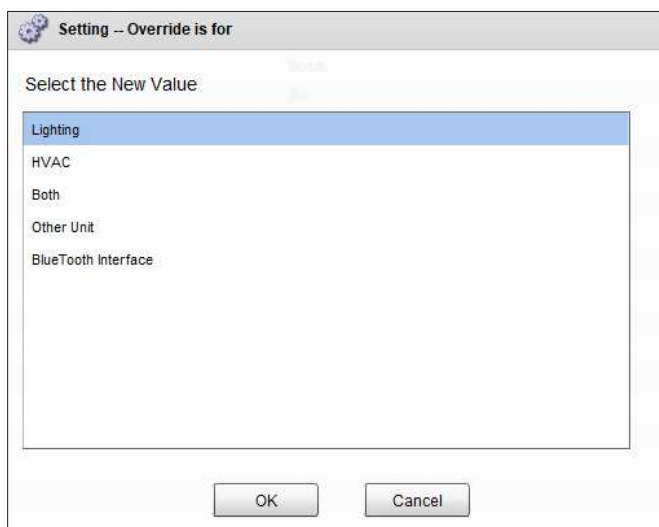 Setting -- Override is for
Select the New Value
Lighting
HVAC
Both
Other Unit
BlueTooth Interface
OK
Cancel